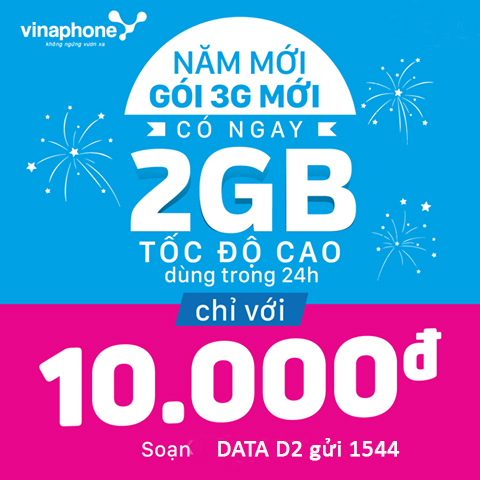 vinaphone
không ngừng vươn xa
NĂM MỚI
GÓI 3G MỚI
CÓ NGAY
2GB
TỐC ĐỘ CAO
dùng trong 24h
chỉ với
10.000đ
Soạn DATA D2 gửi 1544